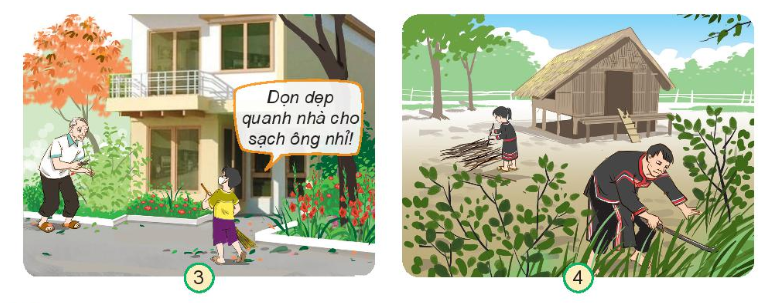 Dọn dẹp
quanh nhà cho
sạch ông nhỉ!
3
4